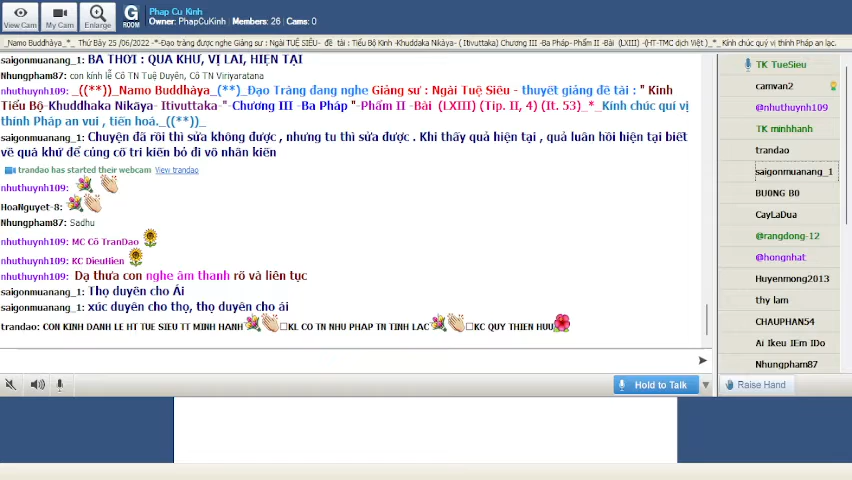 Phap Cu Kinh
Owner: PhapCuKinh   Members: 26   Cams: 0
View Cam
My Cam
Enlarge
G ROOM
_Namo Buddhâya_*_ Thứ Bảy 25 /06/2022 -*-Đạo tràng được nghe Giảng sư : Ngài TUỆ SIÊU- đề tài : Tiểu Bộ Kinh -Khuddaka Nikâya- ( Itivuttaka) Chương III -Ba Pháp- Phẩm II -Bài (LXIII) -(HT-TMC dịch Việt )_*_ Kính chúc quý vị thính Pháp an lạc.
saigonmuanang_1: BA THỜI : QUÁ KHỨ, VỊ LAI, HIỆN TẠI
Nhungpham87: con kính lễ Cô TN Tuệ Duyên, Cô TN Viriyaratana
nhuthuynh109: _((**))_Namo Buddhâya_(**)_Đạo Tràng đang nghe Giảng sư : Ngài Tuệ Siêu - thuyết giảng đề tài : " Kinh
Tiểu Bộ-Khuddhaka Nikâya- Itivuttaka-"-Chương III -Ba Pháp "-Phẩm II -Bài (LXIII) (Tip. II, 4) (It. 53)_*_Kính chúc quí vị
thính Pháp an vui , tiến hoá._((**))_
saigonmuanang_1: Chuyện đã rồi thì sửa không được , nhưng tu thì sửa được . Khi thấy quả hiện tại , quả luân hồi hiện tại biết
về quá khứ để củng cố tri kiến bỏ đi vô nhân kiến
trandao has started their webcam View trandao
nhuthuynh109:
HoaNguyet-8:
Nhungpham87: Sadhu
nhuthuynh109: MC Cô TranDao
nhuthuynh109: KC DieuHien
nhuthuynh109: Dạ thưa con nghe âm thanh rõ và liên tục
saigonmuanang_1: Thọ duyên cho Ái
saigonmuanang_1: xúc duyên cho thọ, thọ duyên cho ái
trandao: CON KINH DANH LE HT TUE SIEU TT MINH HANH KL CO TN NHU PHAP TN TINH LAC KC QUY THIEN HUU
Hold to Talk
TK TueSieu
camvan2
@nhuthuynh109
TK minhhanh
trandao
saigonmuanang_1
BUONG BO
CayLaDua
@rangdong-12
@hongnhat
Huyenmong2013
thy lam
CHAUPHAN54
Ai Ikeu IEm IDo
Nhungpham87
Raise Hand